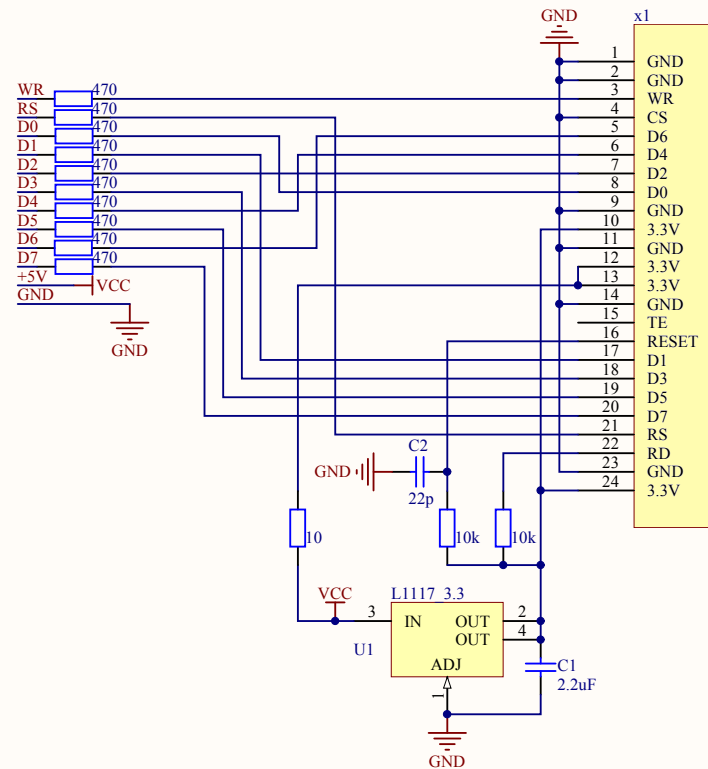 GND
x1
WR 470
RS 470
D0 470
D1 470
D2 470
D3 470
D4 470
D5 470
D6 470
D7 470
+5V
VCC
GND
GND
1 GND
2 GND
3 WR
4 CS
5 D6
6 D4
7 D2
8 D0
9 GND
10 3.3V
11 GND
12 3.3V
13 3.3V
14 GND
15 TE
16 RESET
17 D1
18 D3
19 D5
20 D7
21 RS
22 RD
23 GND
24 3.3V
C2
GND
22p
10
10k
10k
VCC
L1117_3.3
3 IN OUT 2
OUT 4
U1
ADJ
1
C1
2.2uF
GND